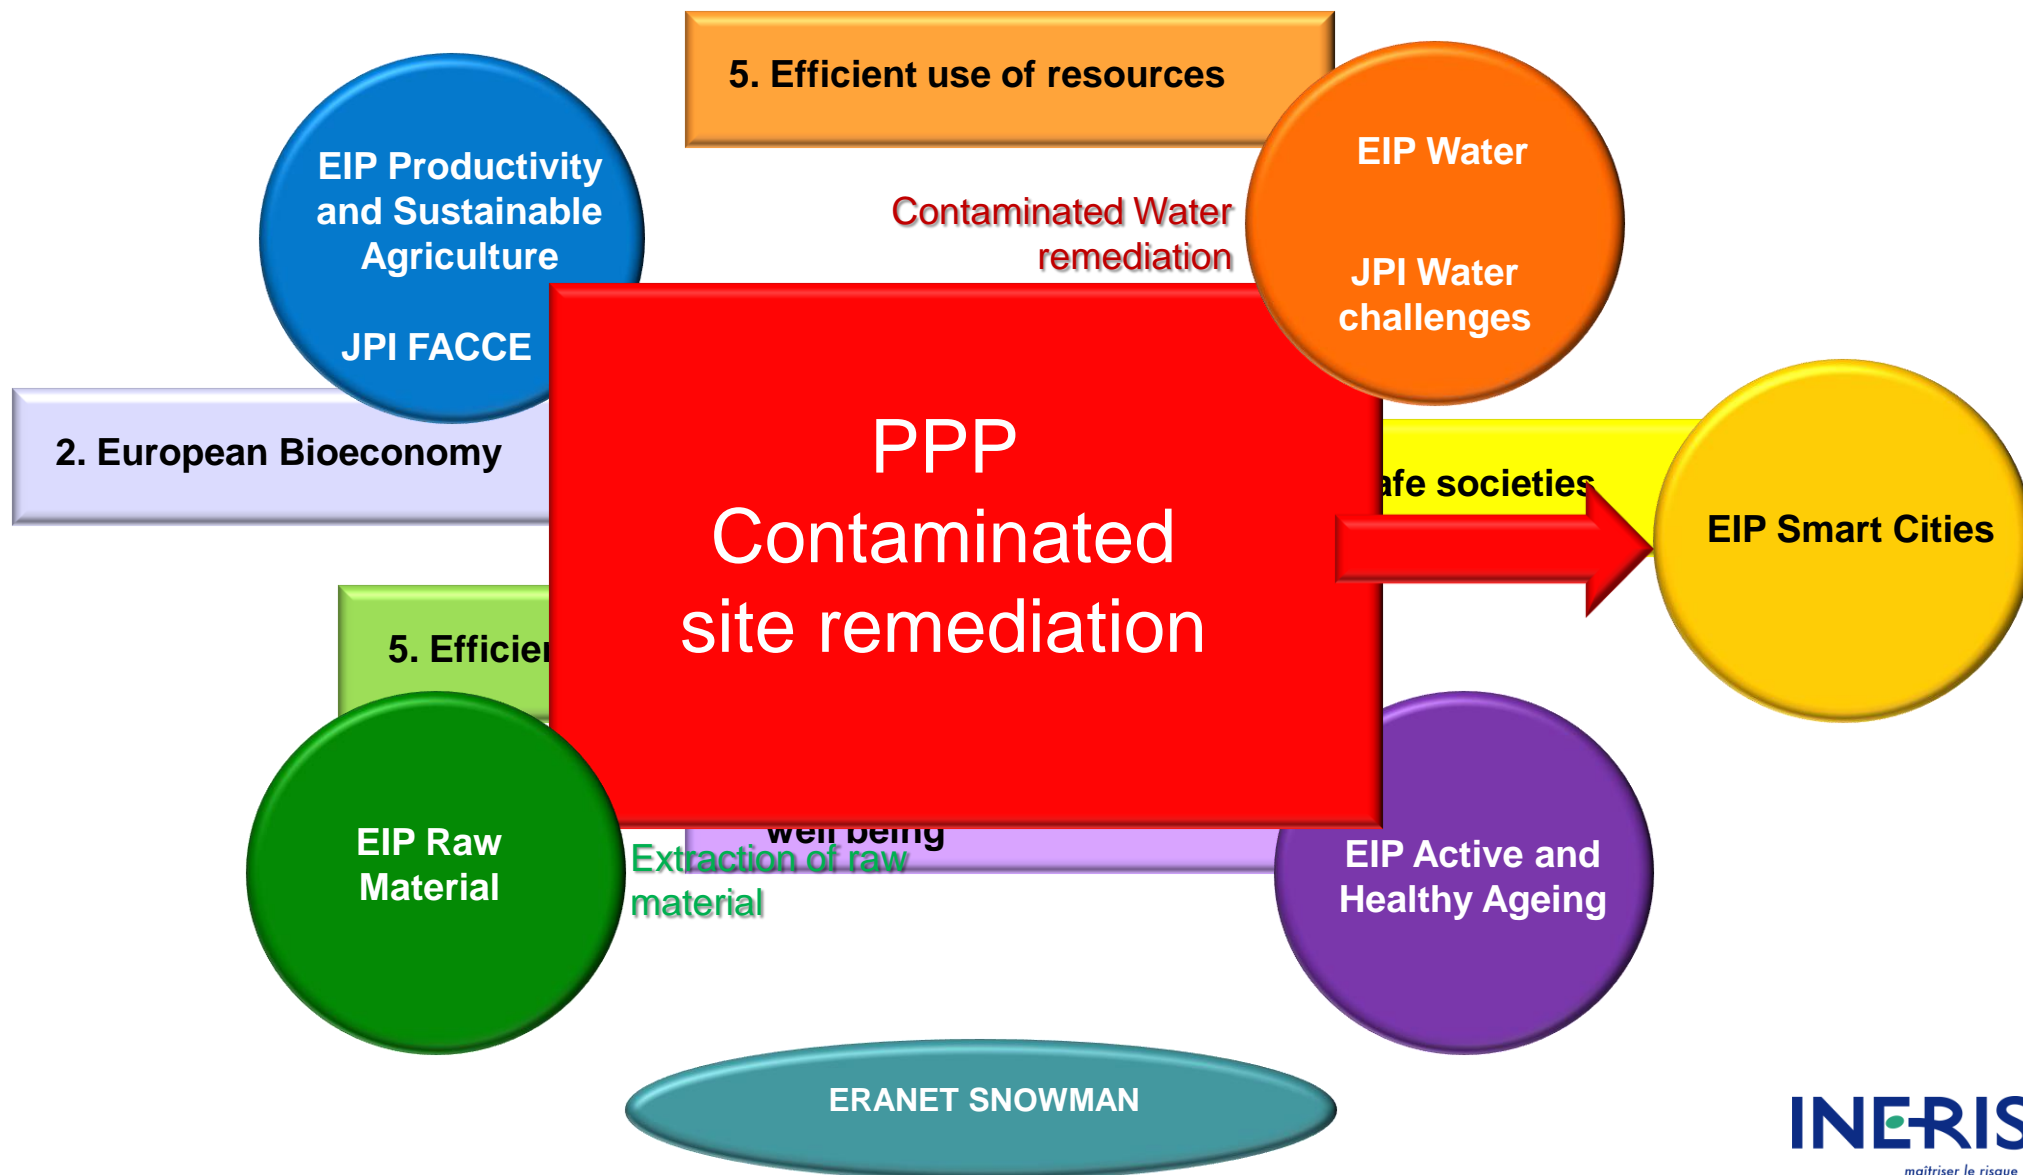 5. Efficient use of resources
EIP Productivity
and Sustainable
Agriculture
JPI FACCE
EIP Water
JPI Water
challenges
Contaminated Water
remediation
2. European Bioeconomy
PPP
Contaminated
site remediation
afe societies
EIP Smart Cities
5. Efficien
EIP Raw
Material
well being
Extraction of raw
material
EIP Active and
Healthy Ageing
ERANET SNOWMAN
INERIS
maîtriser le risque